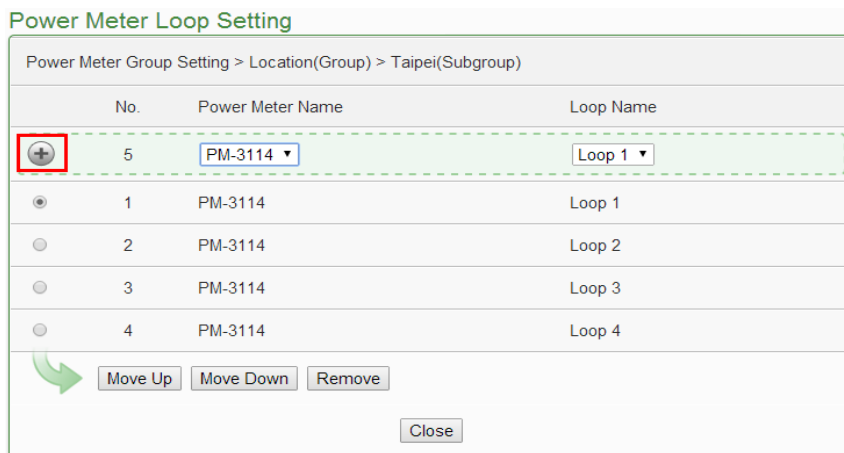 Power Meter Loop Setting
Power Meter Group Setting > Location(Group) > Taipei(Subgroup)
No. Power Meter Name Loop Name
5 PM-3114 Loop 1
1 PM-3114 Loop 1
2 PM-3114 Loop 2
3 PM-3114 Loop 3
4 PM-3114 Loop 4
Move Up Move Down Remove
Close